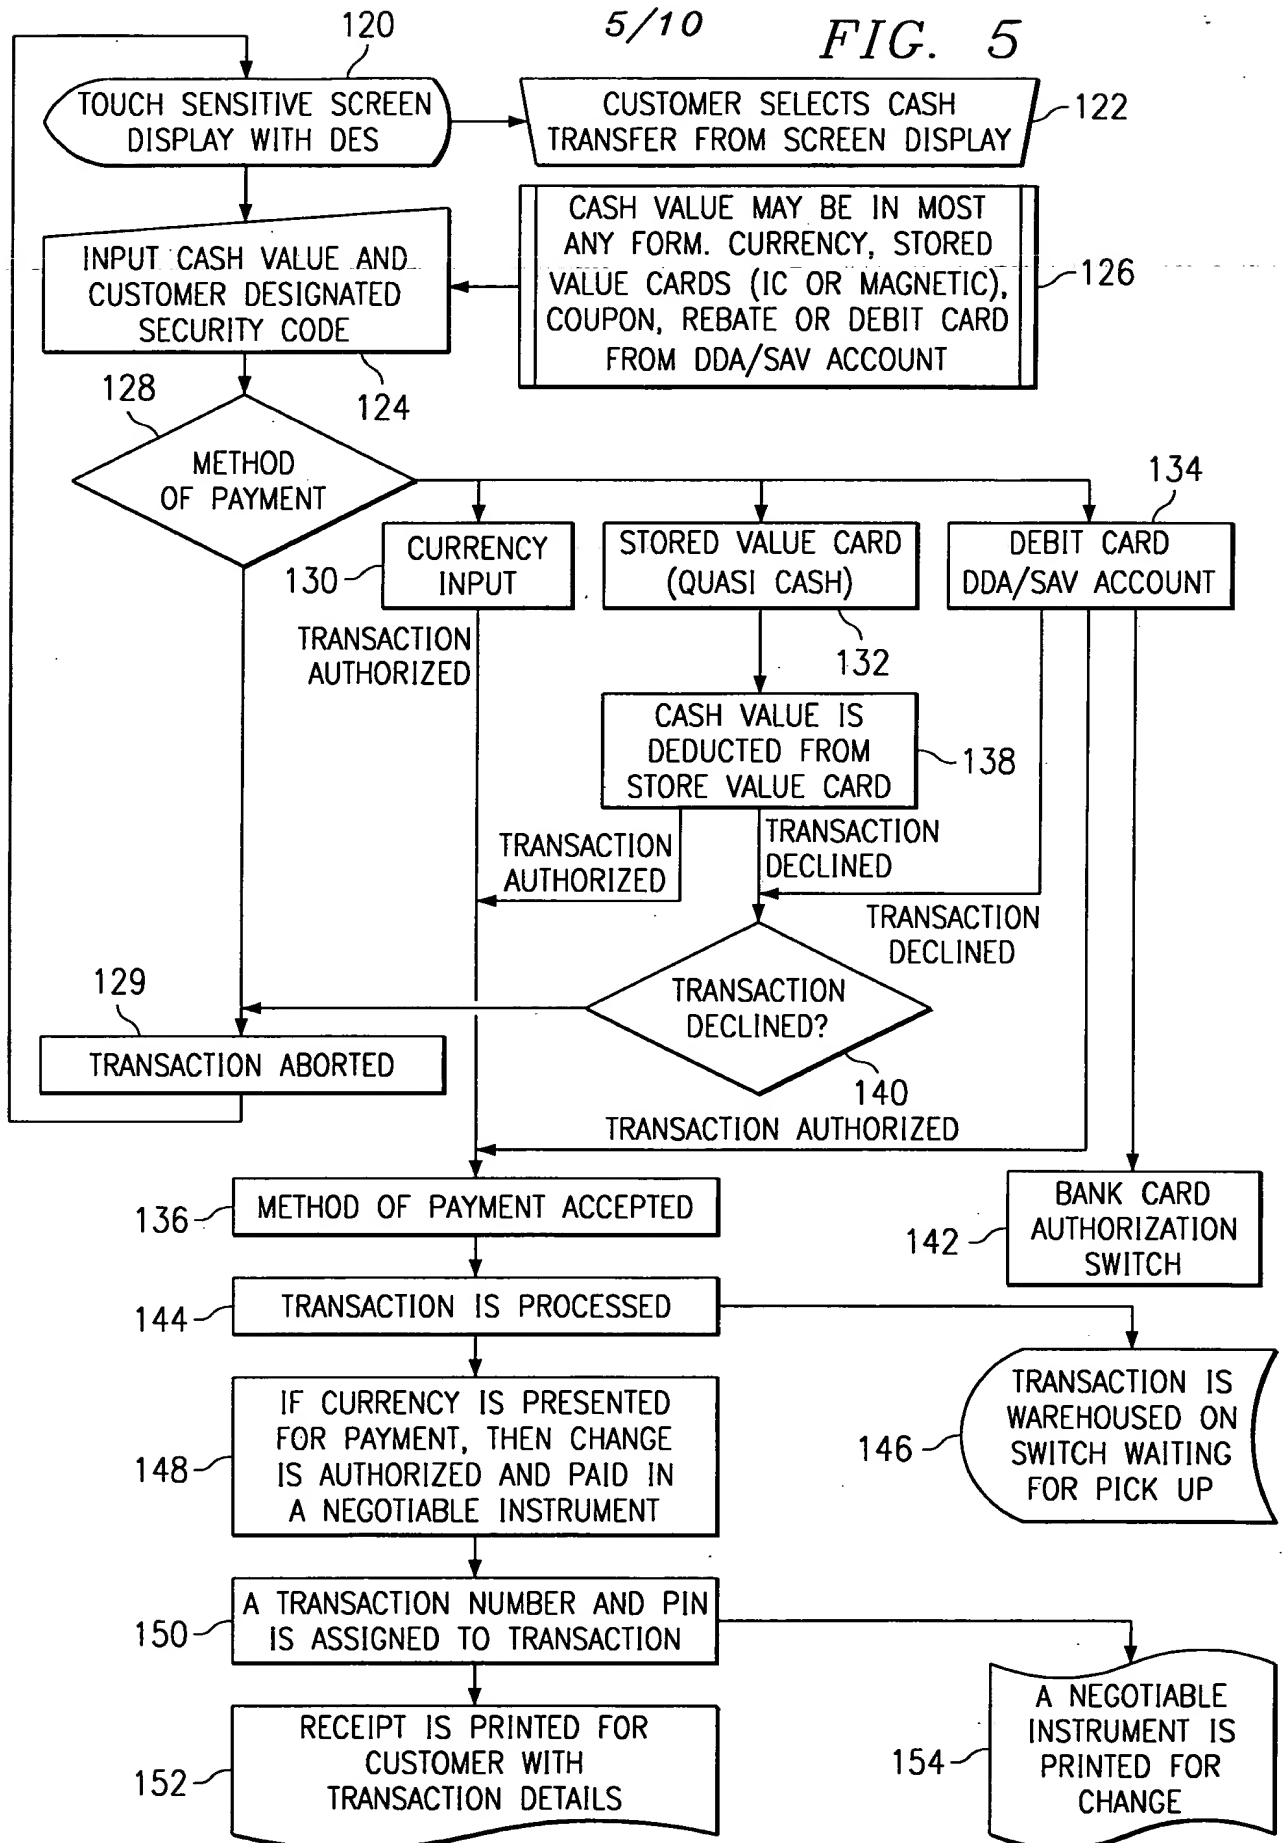 5/10
FIG. 5
120
TOUCH SENSITIVE SCREEN
DISPLAY WITH DES
CUSTOMER SELECTS CASH
TRANSFER FROM SCREEN DISPLAY
122
INPUT CASH VALUE AND
CUSTOMER DESIGNATED
SECURITY CODE
124
CASH VALUE MAY BE IN MOST
ANY FORM. CURRENCY, STORED
VALUE CARDS (IC OR MAGNETIC),
COUPON, REBATE OR DEBIT CARD
FROM DDA/SAV ACCOUNT
126
128
METHOD
OF PAYMENT
130
CURRENCY
INPUT
STORED VALUE CARD
(QUASI CASH)
132
134
DEBIT CARD
DDA/SAV ACCOUNT
TRANSACTION
AUTHORIZED
CASH VALUE IS
DEDUCTED FROM
STORE VALUE CARD
138
TRANSACTION
AUTHORIZED
TRANSACTION
DECLINED
TRANSACTION
DECLINED
TRANSACTION
DECLINED?
140
129
TRANSACTION ABORTED
TRANSACTION AUTHORIZED
136
METHOD OF PAYMENT ACCEPTED
142
BANK CARD
AUTHORIZATION
SWITCH
144
TRANSACTION IS PROCESSED
146
TRANSACTION IS
WAREHOUSED ON
SWITCH WAITING
FOR PICK UP
148
IF CURRENCY IS PRESENTED
FOR PAYMENT, THEN CHANGE
IS AUTHORIZED AND PAID IN
A NEGOTIABLE INSTRUMENT
150
A TRANSACTION NUMBER AND PIN
IS ASSIGNED TO TRANSACTION
152
RECEIPT IS PRINTED FOR
CUSTOMER WITH
TRANSACTION DETAILS
154
A NEGOTIABLE
INSTRUMENT IS
PRINTED FOR
CHANGE